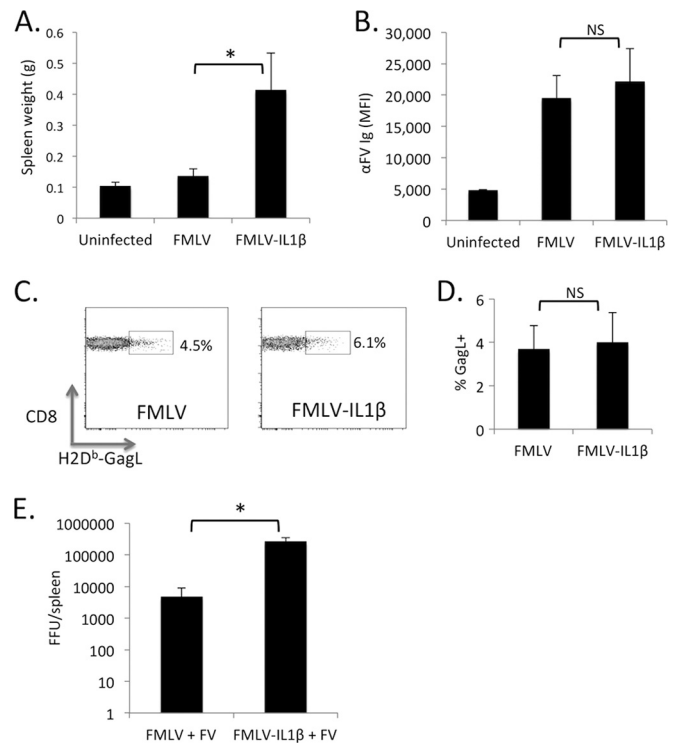 A.
Spleen weight (g)
0.6
0.5
0.4
0.3
0.2
0.1
0
*
Uninfected FMLV FMLV-IL1β
B.
αFV Ig (MFI)
30,000
25,000
20,000
15,000
10,000
5,000
0
NS
Uninfected FMLV FMLV-IL1β
C.
4.5%
FMLV
6.1%
FMLV-IL1β
CD8
H2Dᵇ-GagL
D.
% GagL+
6
4
2
0
NS
FMLV FMLV-IL1β
E.
FFU/spleen
1000000
100000
10000
1000
100
10
1
*
FMLV + FV FMLV-IL1β + FV